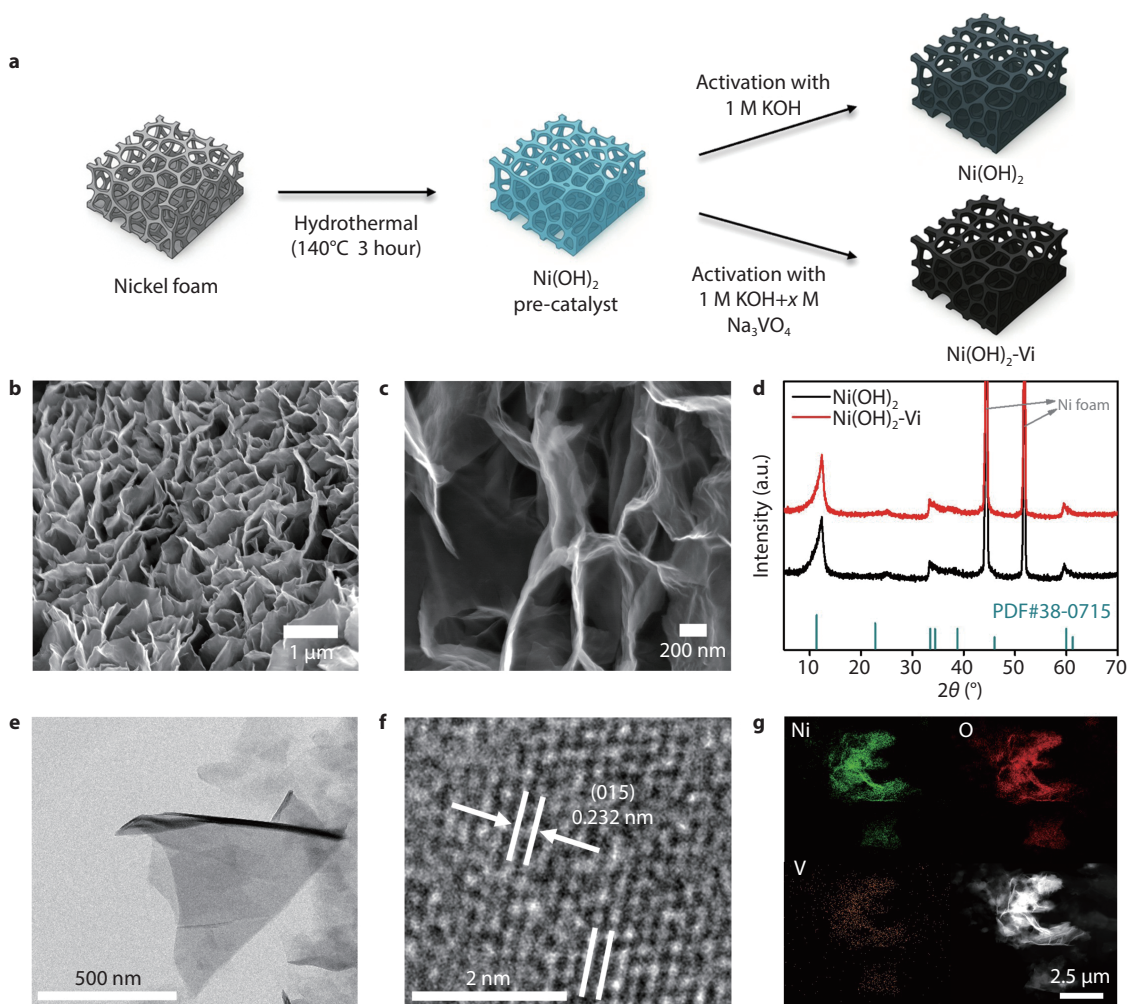 a
Activation with
1 M KOH
Ni(OH)₂
Hydrothermal
(140°C 3 hour)
Nickel foam
Ni(OH)₂
pre-catalyst
Activation with
1 M KOH+x M
Na₃VO₄
Ni(OH)₂-Vi
b
1 μm
c
200 nm
d
Ni(OH)₂
Ni(OH)₂-Vi
Ni foam
Intensity (a.u.)
PDF#38-0715
10 20 30 40 50 60 70
2θ (°)
e
500 nm
f
(015)
0.232 nm
2 nm
g
Ni
O
V
2.5 μm